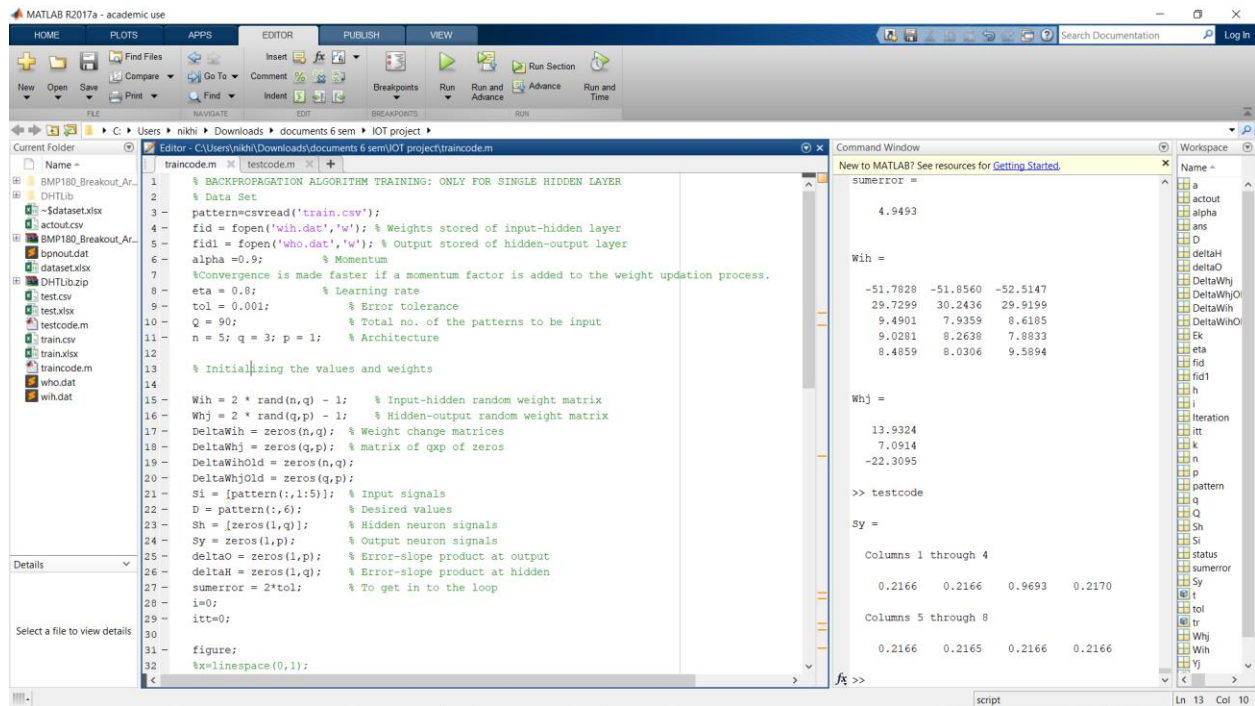 MATLAB R2017a - academic use
HOME PLOTS APPS EDITOR PUBLISH VIEW
Search Documentation
Log In
New Open Save
Find Files
Compare
Print
Go To
Find
Insert fx
Comment %
Indent
Breakpoints
Run
Run and Advance
Run Section
Advance
Run and Time
FILE NAVIGATE EDIT BREAKPOINTS RUN
C: Users nikhi Downloads documents 6 sem IOT project
Current Folder
Name
BMP180_Breakout_Ar...
DHTLib
~$dataset.xlsx
actout.csv
BMP180_Breakout_Ar...
bpnout.dat
dataset.xlsx
DHTLib.zip
test.csv
test.xlsx
testcode.m
train.csv
train.xlsx
traincode.m
who.dat
wih.dat
Details
Select a file to view details
Editor - C:\Users\nikhi\Downloads\documents 6 sem\IOT project\traincode.m
traincode.m testcode.m +
1 % BACKPROPAGATION ALGORITHM TRAINING: ONLY FOR SINGLE HIDDEN LAYER
2 % Data Set
3 - pattern=csvread('train.csv');
4 - fid = fopen('wih.dat','w'); % Weights stored of input-hidden layer
5 - fid1 = fopen('who.dat','w'); % Output stored of hidden-output layer
6 - alpha =0.9; % Momentum
7 %Convergence is made faster if a momentum factor is added to the weight updation process.
8 - eta = 0.8; % Learning rate
9 - tol = 0.001; % Error tolerance
10 - Q = 90; % Total no. of the patterns to be input
11 - n = 5; q = 3; p = 1; % Architecture
12
13 % Initializing the values and weights
14
15 - Wih = 2 * rand(n,q) - 1; % Input-hidden random weight matrix
16 - Whj = 2 * rand(q,p) - 1; % Hidden-output random weight matrix
17 - DeltaWih = zeros(n,q); % Weight change matrices
18 - DeltaWhj = zeros(q,p); % matrix of qxp of zeros
19 - DeltaWihOld = zeros(n,q);
20 - DeltaWhjOld = zeros(q,p);
21 - Si = [pattern(:,1:5)]; % Input signals
22 - D = pattern(:,6); % Desired values
23 - Sh = [zeros(1,q)]; % Hidden neuron signals
24 - Sy = zeros(1,p); % Output neuron signals
25 - deltaO = zeros(1,p); % Error-slope product at output
26 - deltaH = zeros(1,q); % Error-slope product at hidden
27 - sumerror = 2*tol; % To get in to the loop
28 - i=0;
29 - itt=0;
30
31 - figure;
32 %x=linespace(0,1);
Command Window
New to MATLAB? See resources for Getting Started.
sumerror =
4.9493
Wih =
-51.7828 -51.8560 -52.5147
29.7299 30.2436 29.9199
9.4901 7.9359 8.6185
9.0281 8.2638 7.8833
8.4859 8.0306 9.5894
Whj =
13.9324
7.0914
-22.3095
>> testcode
Sy =
Columns 1 through 4
0.2166 0.2166 0.9693 0.2170
Columns 5 through 8
0.2166 0.2165 0.2166 0.2166
fx >>
Workspace
Name
a
actout
alpha
ans
D
deltaH
deltaO
DeltaWhj
DeltaWhjOl
DeltaWih
DeltaWihO
Ek
eta
fid
fid1
h
i
Iteration
itt
k
n
p
pattern
q
Q
Sh
Si
status
sumerror
Sy
t
tol
tr
Whj
Wih
Yj
script
Ln 13 Col 10